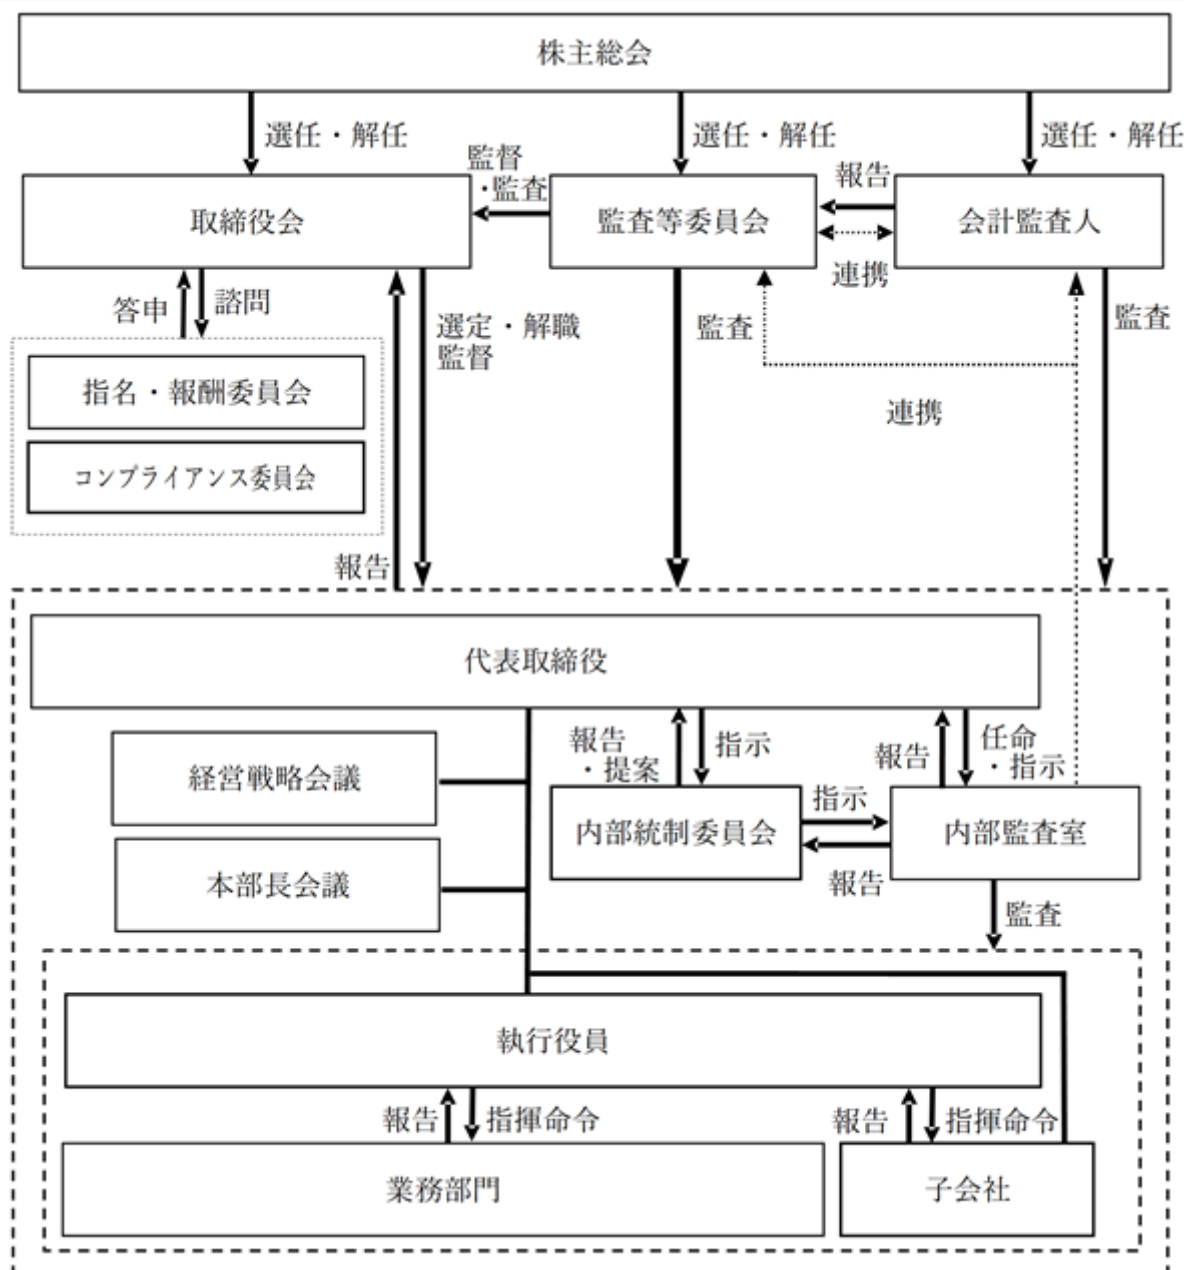 株主総会
選任・解任
選任・解任
選任・解任
監督
・監査
報告
取締役会
監査等委員会
会計監査人
連携
答申
諮問
選定・解職
監督
監査
監査
指名・報酬委員会
連携
コンプライアンス委員会
報告
代表取締役
報告
・提案
指示
報告
任命
・指示
経営戦略会議
指示
内部統制委員会
内部監査室
本部長会議
報告
監査
執行役員
報告
指揮命令
報告
指揮命令
業務部門
子会社